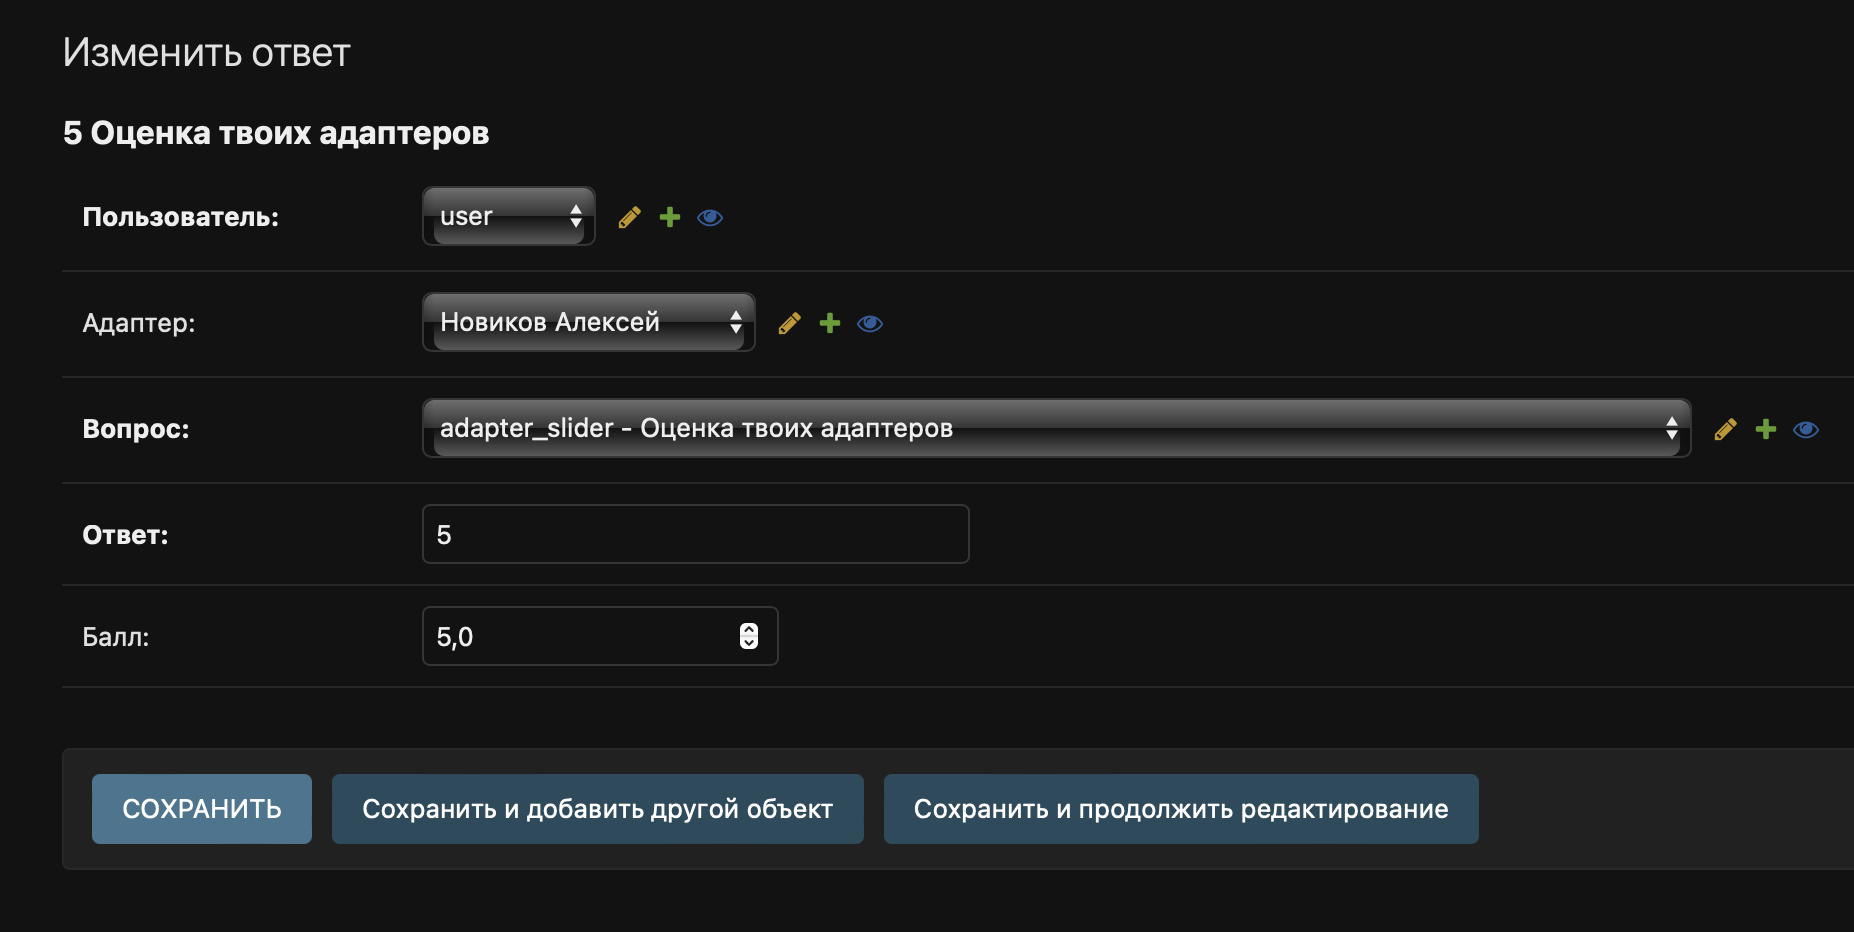 Изменить ответ
5 Оценка твоих адаптеров
Пользователь: user
Адаптер: Новиков Алексей
Вопрос: adapter_slider - Оценка твоих адаптеров
Ответ: 5
Балл: 5,0
СОХРАНИТЬ Сохранить и добавить другой объект Сохранить и продолжить редактирование